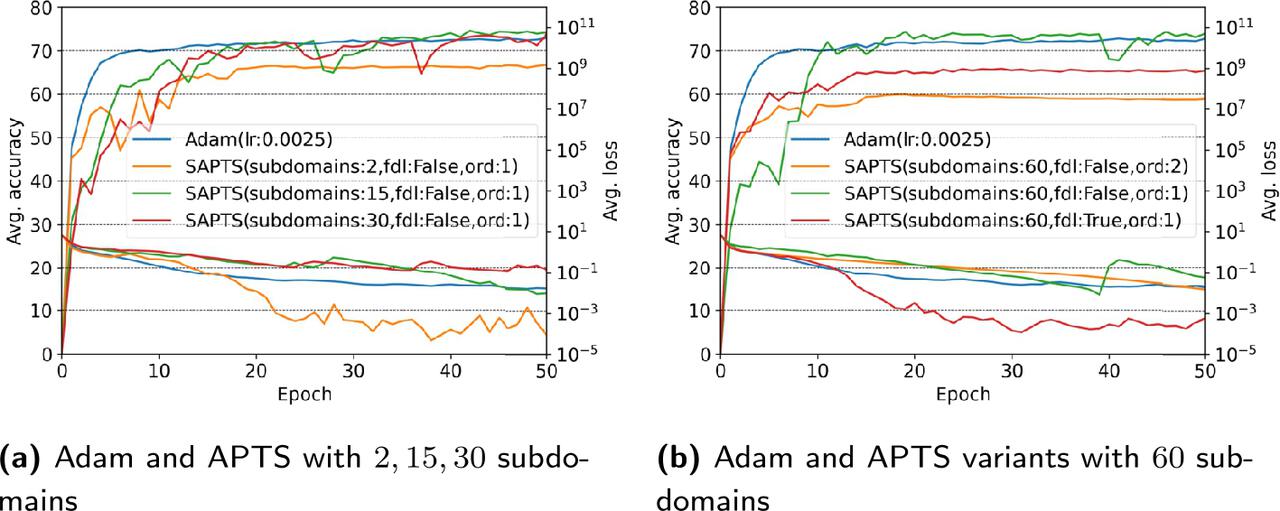 80
70
60
50
40
30
20
10
0
Avg. accuracy
10^11
10^9
10^7
10^5
10^3
10^1
10^−1
10^−3
10^−5
Avg. loss
Adam(lr:0.0025)
SAPTS(subdomains:2,fdl:False,ord:1)
SAPTS(subdomains:15,fdl:False,ord:1)
SAPTS(subdomains:30,fdl:False,ord:1)
0 10 20 30 40 50
Epoch
(a) Adam and APTS with 2, 15, 30 subdo-
mains
80
70
60
50
40
30
20
10
0
Avg. accuracy
10^11
10^9
10^7
10^5
10^3
10^1
10^−1
10^−3
10^−5
Avg. loss
Adam(lr:0.0025)
SAPTS(subdomains:60,fdl:False,ord:2)
SAPTS(subdomains:60,fdl:False,ord:1)
SAPTS(subdomains:60,fdl:True,ord:1)
0 10 20 30 40 50
Epoch
(b) Adam and APTS variants with 60 sub-
domains